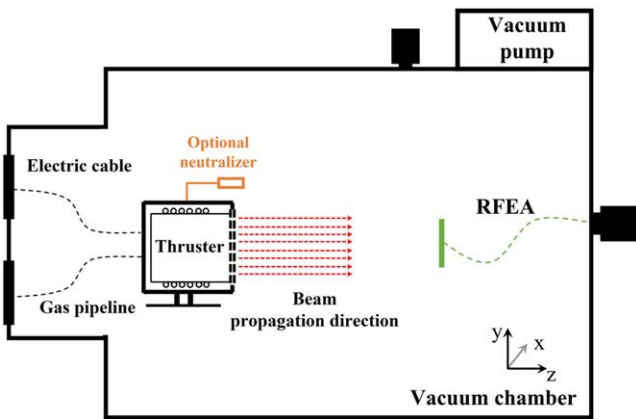 Vacuum
pump
Optional
neutralizer
Electric cable
RFEA
Thruster
Gas pipeline
Beam
propagation direction
y
x
z
Vacuum chamber